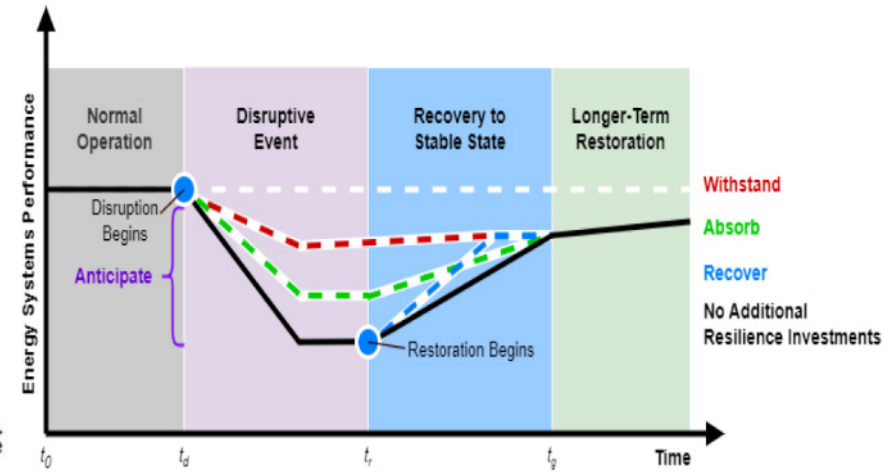 Energy Systems Performance
Normal
Operation
Disruptive
Event
Recovery to
Stable State
Longer-Term
Restoration
Disruption
Begins
Anticipate
Restoration Begins
Withstand
Absorb
Recover
No Additional
Resilience Investments
t0
td
tr
tg
Time